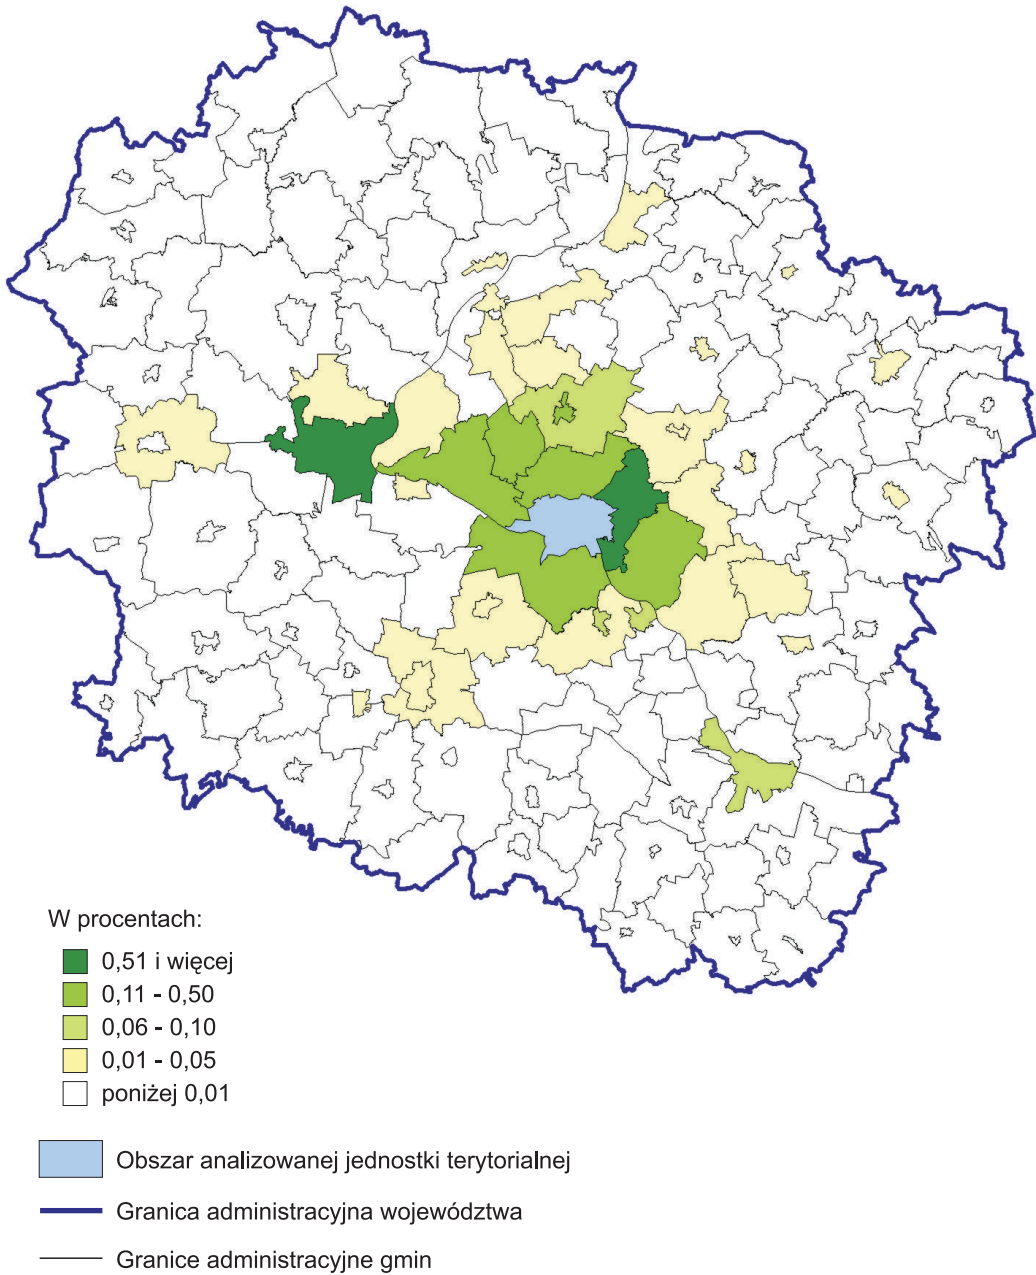 W procentach:
0,51 i więcej
0,11 - 0,50
0,06 - 0,10
0,01 - 0,05
poniżej 0,01
Obszar analizowanej jednostki terytorialnej
Granica administracyjna województwa
Granice administracyjne gmin